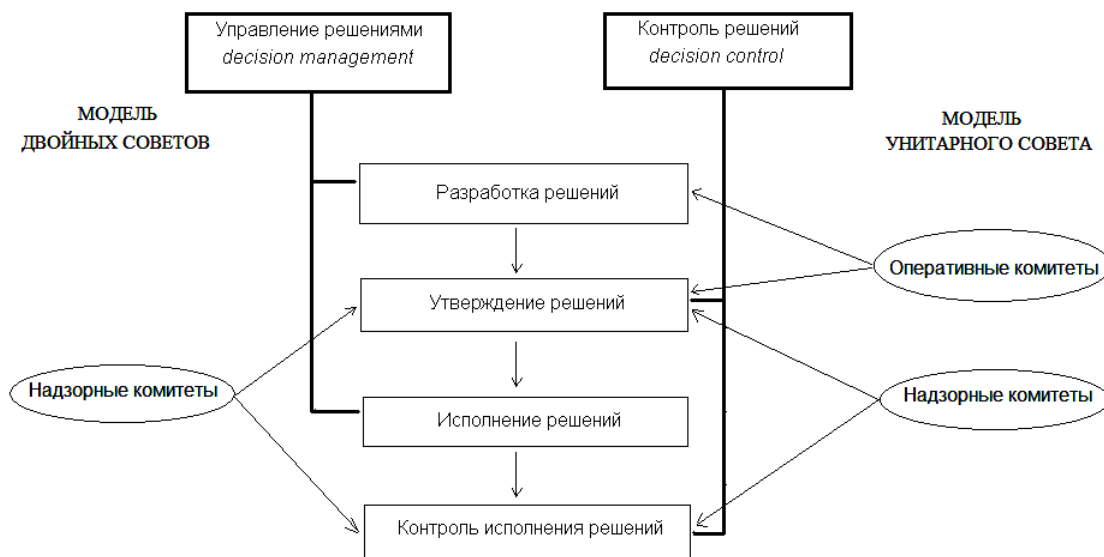 Управление решениями
decision management
Контроль решений
decision control
МОДЕЛЬ
ДВОЙНЫХ СОВЕТОВ
МОДЕЛЬ
УНИТАРНОГО СОВЕТА
Разработка решений
Оперативные комитеты
Утверждение решений
Надзорные комитеты
Надзорные комитеты
Исполнение решений
Контроль исполнения решений